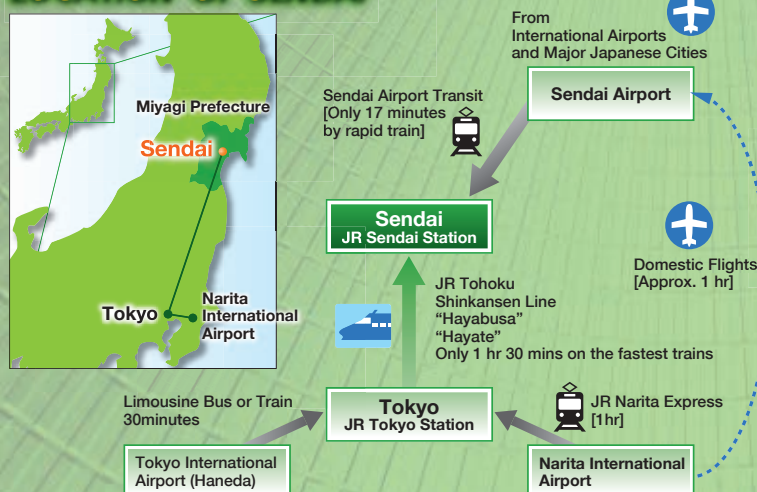 Miyagi Prefecture
Sendai
Tokyo
Narita
International
Airport
From
International Airports
and Major Japanese Cities
Sendai Airport
Sendai Airport Transit
[Only 17 minutes
by rapid train]
Sendai
JR Sendai Station
Domestic Flights
[Approx. 1 hr]
JR Tohoku
Shinkansen Line
“Hayabusa”
“Hayate”
Only 1 hr 30 mins on the fastest trains
Limousine Bus or Train
30minutes
Tokyo
JR Tokyo Station
JR Narita Express
[1hr]
Tokyo International
Airport (Haneda)
Narita International
Airport